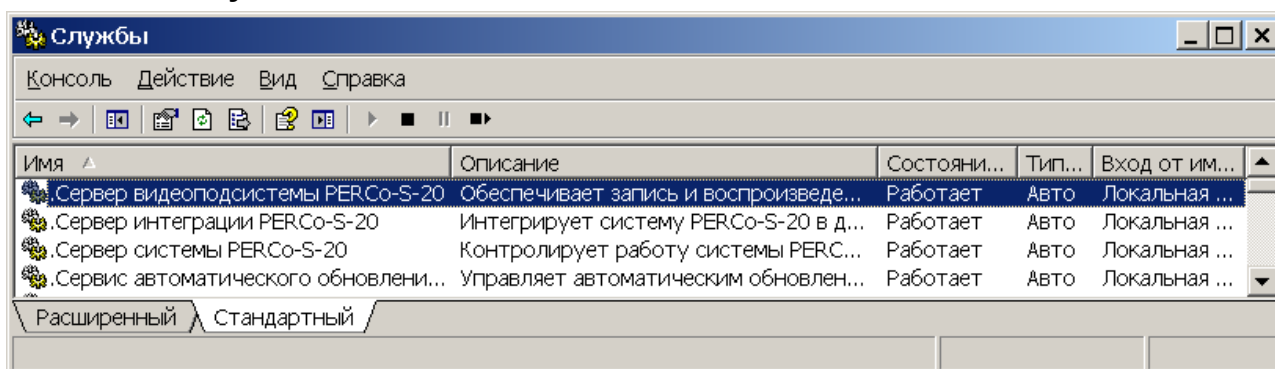 Службы
Консоль Действие Вид Справка
Имя Описание Состояни... Тип... Вход от им...
.Сервер видеоподсистемы PERCo-S-20 Обеспечивает запись и воспроизведе... Работает Авто Локальная ...
.Сервер интеграции PERCo-S-20 Интегрирует систему PERCo-S-20 в д... Работает Авто Локальная ...
.Сервер системы PERCo-S-20 Контролирует работу системы PERC... Работает Авто Локальная ...
.Сервис автоматического обновлени... Управляет автоматическим обновлен... Работает Авто Локальная ...
Расширенный Стандартный